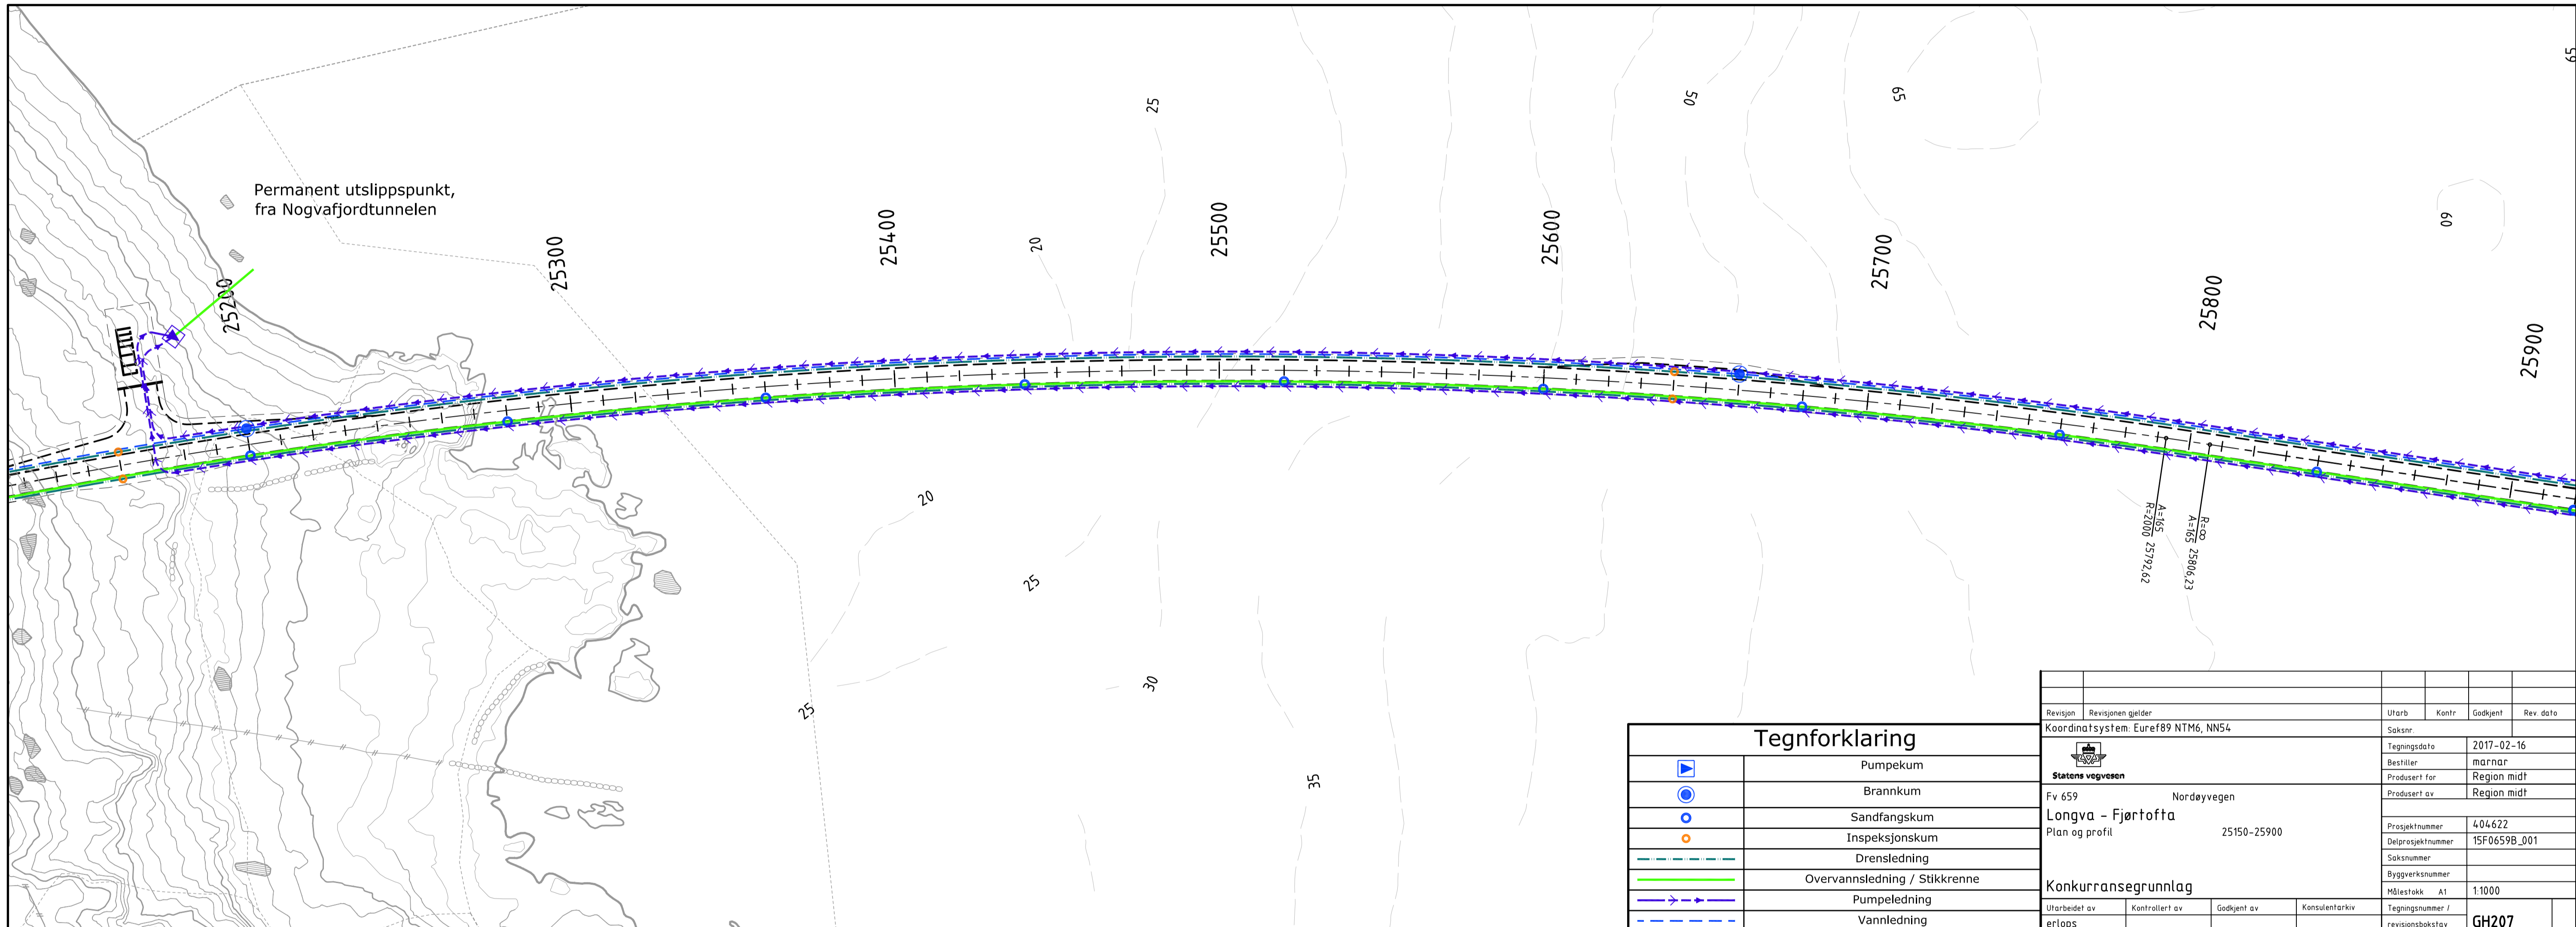 Permanent utslippspunkt,
fra Nogvafjordtunnelen
25200
25300
25400
25500
25600
25700
25800
25900
20
25
50
65
60
65
20
25
25
30
35
A=165
R=2000 25792,62
R=∞
A=165 25806,23
Tegnforklaring
Pumpekum
Brannkum
Sandfangskum
Inspeksjonskum
Drensledning
Overvannsledning / Stikkrenne
Pumpeledning
Vannledning
Revisjon Revisjonen gjelder Utarb Kontr Godkjent Rev. dato
Koordinatsystem: Euref89 NTM6, NN54
Saksnr.
Statens vegvesen
Tegningsdato 2017-02-16
Bestiller marnar
Produsert for Region midt
Produsert av Region midt
Fv 659 Nordøyvegen
Longva - Fjørtofta
Plan og profil 25150-25900
Prosjektnummer 404622
Delprosjektnummer 15F0659B_001
Saksnummer
Byggverksnummer
Målestokk A1 1:1000
Konkurransegrunnlag
Utarbeidet av Kontrollert av Godkjent av Konsulentarkiv
erlops
Tegningsnummer /
revisjonsbokstav GH207